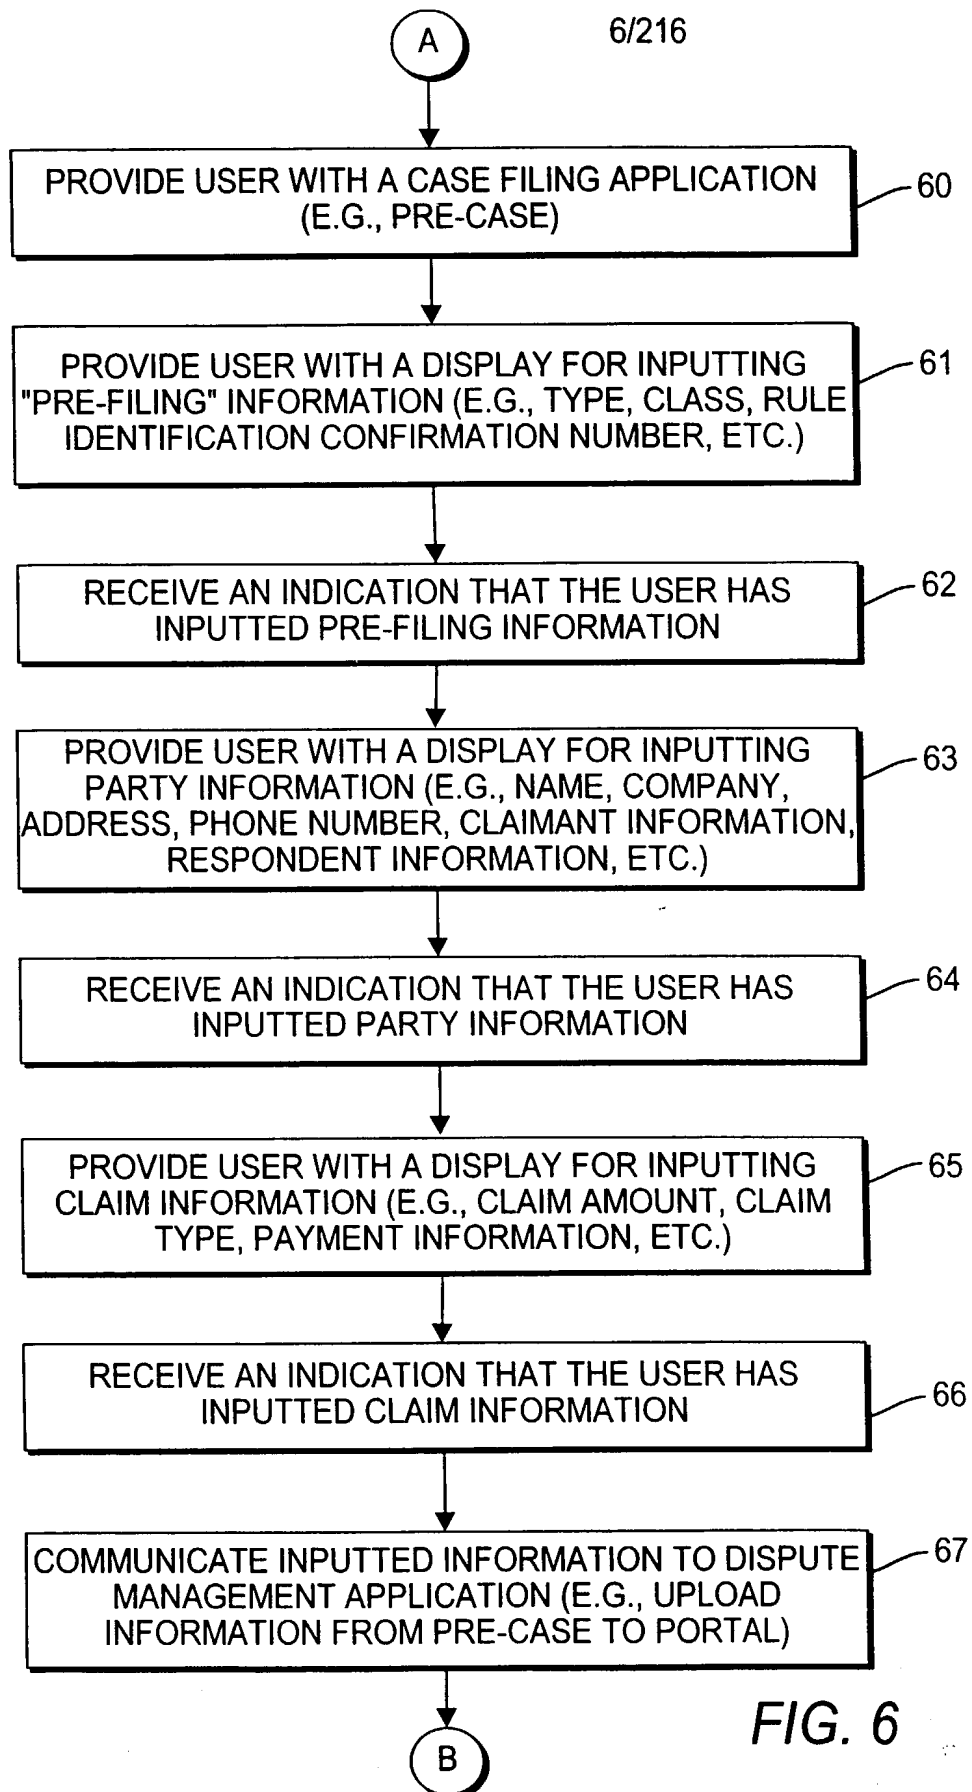 A
6/216
PROVIDE USER WITH A CASE FILING APPLICATION
(E.G., PRE-CASE)
60
PROVIDE USER WITH A DISPLAY FOR INPUTTING
"PRE-FILING" INFORMATION (E.G., TYPE, CLASS, RULE
IDENTIFICATION CONFIRMATION NUMBER, ETC.)
61
RECEIVE AN INDICATION THAT THE USER HAS
INPUTTED PRE-FILING INFORMATION
62
PROVIDE USER WITH A DISPLAY FOR INPUTTING
PARTY INFORMATION (E.G., NAME, COMPANY,
ADDRESS, PHONE NUMBER, CLAIMANT INFORMATION,
RESPONDENT INFORMATION, ETC.)
63
RECEIVE AN INDICATION THAT THE USER HAS
INPUTTED PARTY INFORMATION
64
PROVIDE USER WITH A DISPLAY FOR INPUTTING
CLAIM INFORMATION (E.G., CLAIM AMOUNT, CLAIM
TYPE, PAYMENT INFORMATION, ETC.)
65
RECEIVE AN INDICATION THAT THE USER HAS
INPUTTED CLAIM INFORMATION
66
COMMUNICATE INPUTTED INFORMATION TO DISPUTE
MANAGEMENT APPLICATION (E.G., UPLOAD
INFORMATION FROM PRE-CASE TO PORTAL)
67
B
FIG. 6